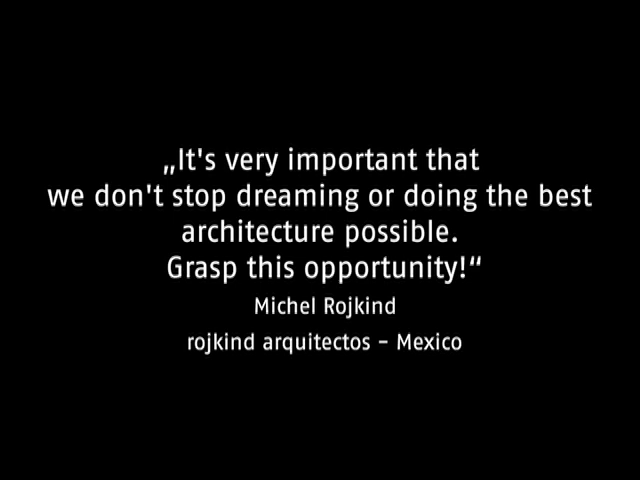 „It's very important that
we don't stop dreaming or doing the best
architecture possible.
Grasp this opportunity!“
Michel Rojkind
rojkind arquitectos – Mexico